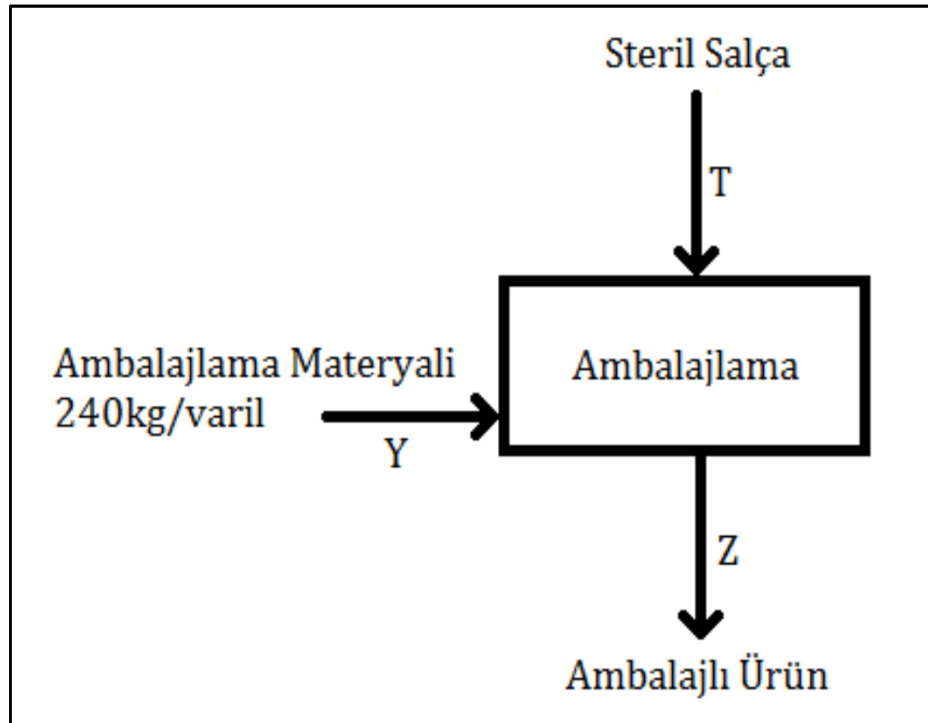 Steril Salça
T
Ambalajlama Materyali
240kg/varil
Y
Ambalajlama
Z
Ambalajlı Ürün